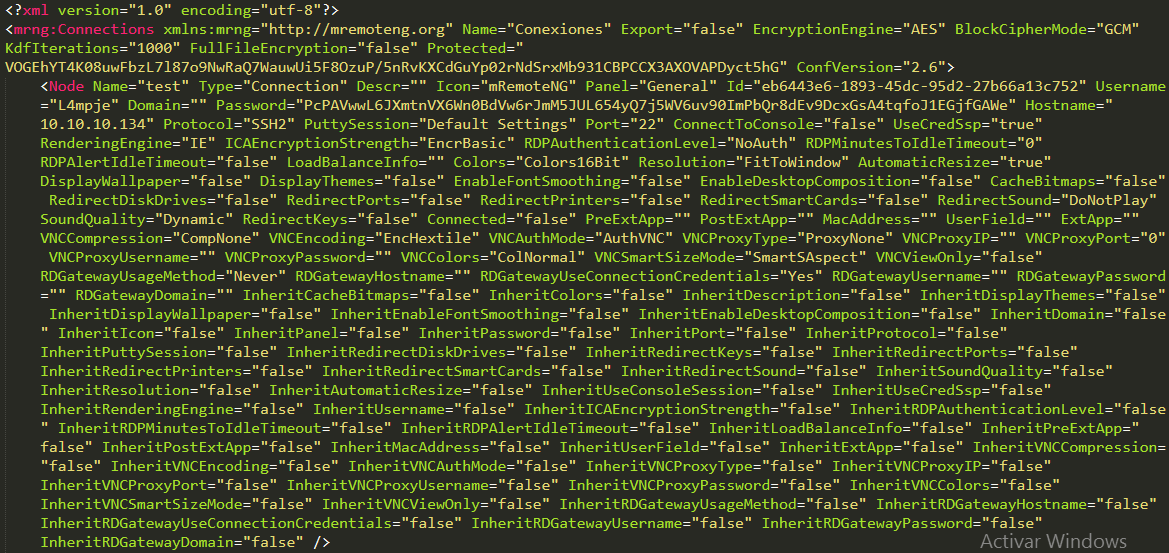 <?xml version="1.0" encoding="utf-8"?>
<mrng:Connections xmlns:mrng="http://mremoteng.org" Name="Conexiones" Export="false" EncryptionEngine="AES" BlockCipherMode="GCM"
KdfIterations="1000" FullFileEncryption="false" Protected="
VOGEhYT4K08uwFbzL7l87o9NwRaQ7WauwUi5F8OzuP/5nRvKXCdGuYp02rNdSrxMb931CBPCCX3AXOVAPDyct5hG" ConfVersion="2.6">
<Node Name="test" Type="Connection" Descr="" Icon="mRemoteNG" Panel="General" Id="eb6443e6-1893-45dc-95d2-27b66a13c752" Username
="L4mpje" Domain="" Password="PcPAVwwL6JXmtnVX6Wn0BdVw6rJmM5JUL654yQ7j5WV6uv90ImPbQr8dEv9DcxGsA4tqfoJ1EGjfGAWe" Hostname="
10.10.10.134" Protocol="SSH2" PuttySession="Default Settings" Port="22" ConnectToConsole="false" UseCredSsp="true"
RenderingEngine="IE" ICAEncryptionStrength="EncrBasic" RDPAuthenticationLevel="NoAuth" RDPMinutesToIdleTimeout="0"
RDPAlertIdleTimeout="false" LoadBalanceInfo="" Colors="Colors16Bit" Resolution="FitToWindow" AutomaticResize="true"
DisplayWallpaper="false" DisplayThemes="false" EnableFontSmoothing="false" EnableDesktopComposition="false" CacheBitmaps="false"
RedirectDiskDrives="false" RedirectPorts="false" RedirectPrinters="false" RedirectSmartCards="false" RedirectSound="DoNotPlay"
SoundQuality="Dynamic" RedirectKeys="false" Connected="false" PreExtApp="" PostExtApp="" MacAddress="" UserField="" ExtApp=""
VNCCompression="CompNone" VNCEncoding="EncHextile" VNCAuthMode="AuthVNC" VNCProxyType="ProxyNone" VNCProxyIP="" VNCProxyPort="0"
VNCProxyUsername="" VNCProxyPassword="" VNCColors="ColNormal" VNCSmartSizeMode="SmartSAspect" VNCViewOnly="false"
RDGatewayUsageMethod="Never" RDGatewayHostname="" RDGatewayUseConnectionCredentials="Yes" RDGatewayUsername="" RDGatewayPassword
="" RDGatewayDomain="" InheritCacheBitmaps="false" InheritColors="false" InheritDescription="false" InheritDisplayThemes="false"
InheritDisplayWallpaper="false" InheritEnableFontSmoothing="false" InheritEnableDesktopComposition="false" InheritDomain="false
" InheritIcon="false" InheritPanel="false" InheritPassword="false" InheritPort="false" InheritProtocol="false"
InheritPuttySession="false" InheritRedirectDiskDrives="false" InheritRedirectKeys="false" InheritRedirectPorts="false"
InheritRedirectPrinters="false" InheritRedirectSmartCards="false" InheritRedirectSound="false" InheritSoundQuality="false"
InheritResolution="false" InheritAutomaticResize="false" InheritUseConsoleSession="false" InheritUseCredSsp="false"
InheritRenderingEngine="false" InheritUsername="false" InheritICAEncryptionStrength="false" InheritRDPAuthenticationLevel="false
" InheritRDPMinutesToIdleTimeout="false" InheritRDPAlertIdleTimeout="false" InheritLoadBalanceInfo="false" InheritPreExtApp="
false" InheritPostExtApp="false" InheritMacAddress="false" InheritUserField="false" InheritExtApp="false" InheritVNCCompression=
"false" InheritVNCEncoding="false" InheritVNCAuthMode="false" InheritVNCProxyType="false" InheritVNCProxyIP="false"
InheritVNCProxyPort="false" InheritVNCProxyUsername="false" InheritVNCProxyPassword="false" InheritVNCColors="false"
InheritVNCSmartSizeMode="false" InheritVNCViewOnly="false" InheritRDGatewayUsageMethod="false" InheritRDGatewayHostname="false"
InheritRDGatewayUseConnectionCredentials="false" InheritRDGatewayUsername="false" InheritRDGatewayPassword="false"
InheritRDGatewayDomain="false" />
Activar Windows